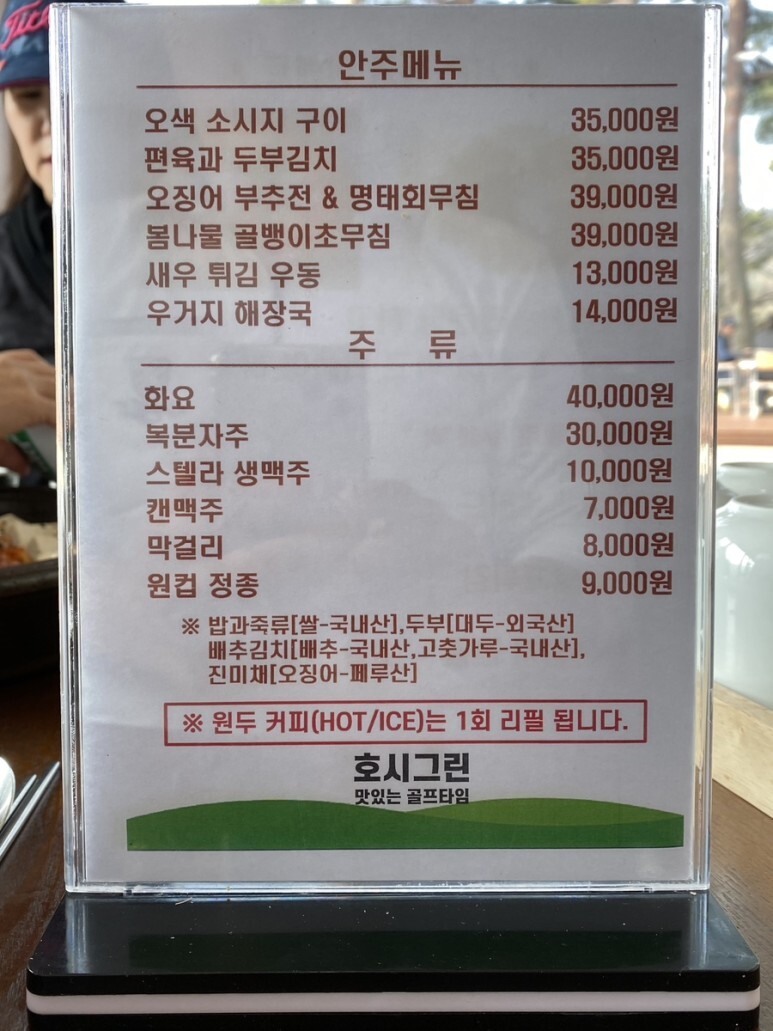 안주메뉴
오색 소시지 구이 35,000원
편육과 두부김치 35,000원
오징어 부추전 & 명태회무침 39,000원
봄나물 골뱅이초무침 39,000원
새우 튀김 우동 13,000원
우거지 해장국 14,000원
주 류
화요 40,000원
복분자주 30,000원
스텔라 생맥주 10,000원
캔맥주 7,000원
막걸리 8,000원
원컵 정종 9,000원
※ 밥과죽류[쌀-국내산],두부[대두-외국산]
배추김치[배추-국내산,고춧가루-국내산],
진미채[오징어-페루산]
※ 원두 커피(HOT/ICE)는 1회 리필 됩니다.
호시그린
맛있는 골프타임